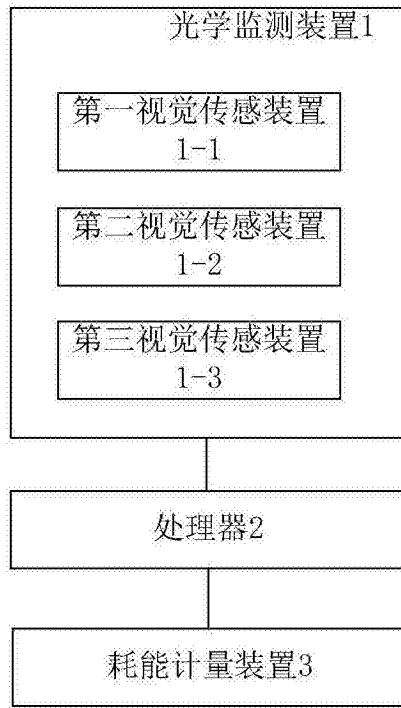 光学监测装置1
第一视觉传感装置
1-1
第二视觉传感装置
1-2
第三视觉传感装置
1-3
处理器2
耗能计量装置3